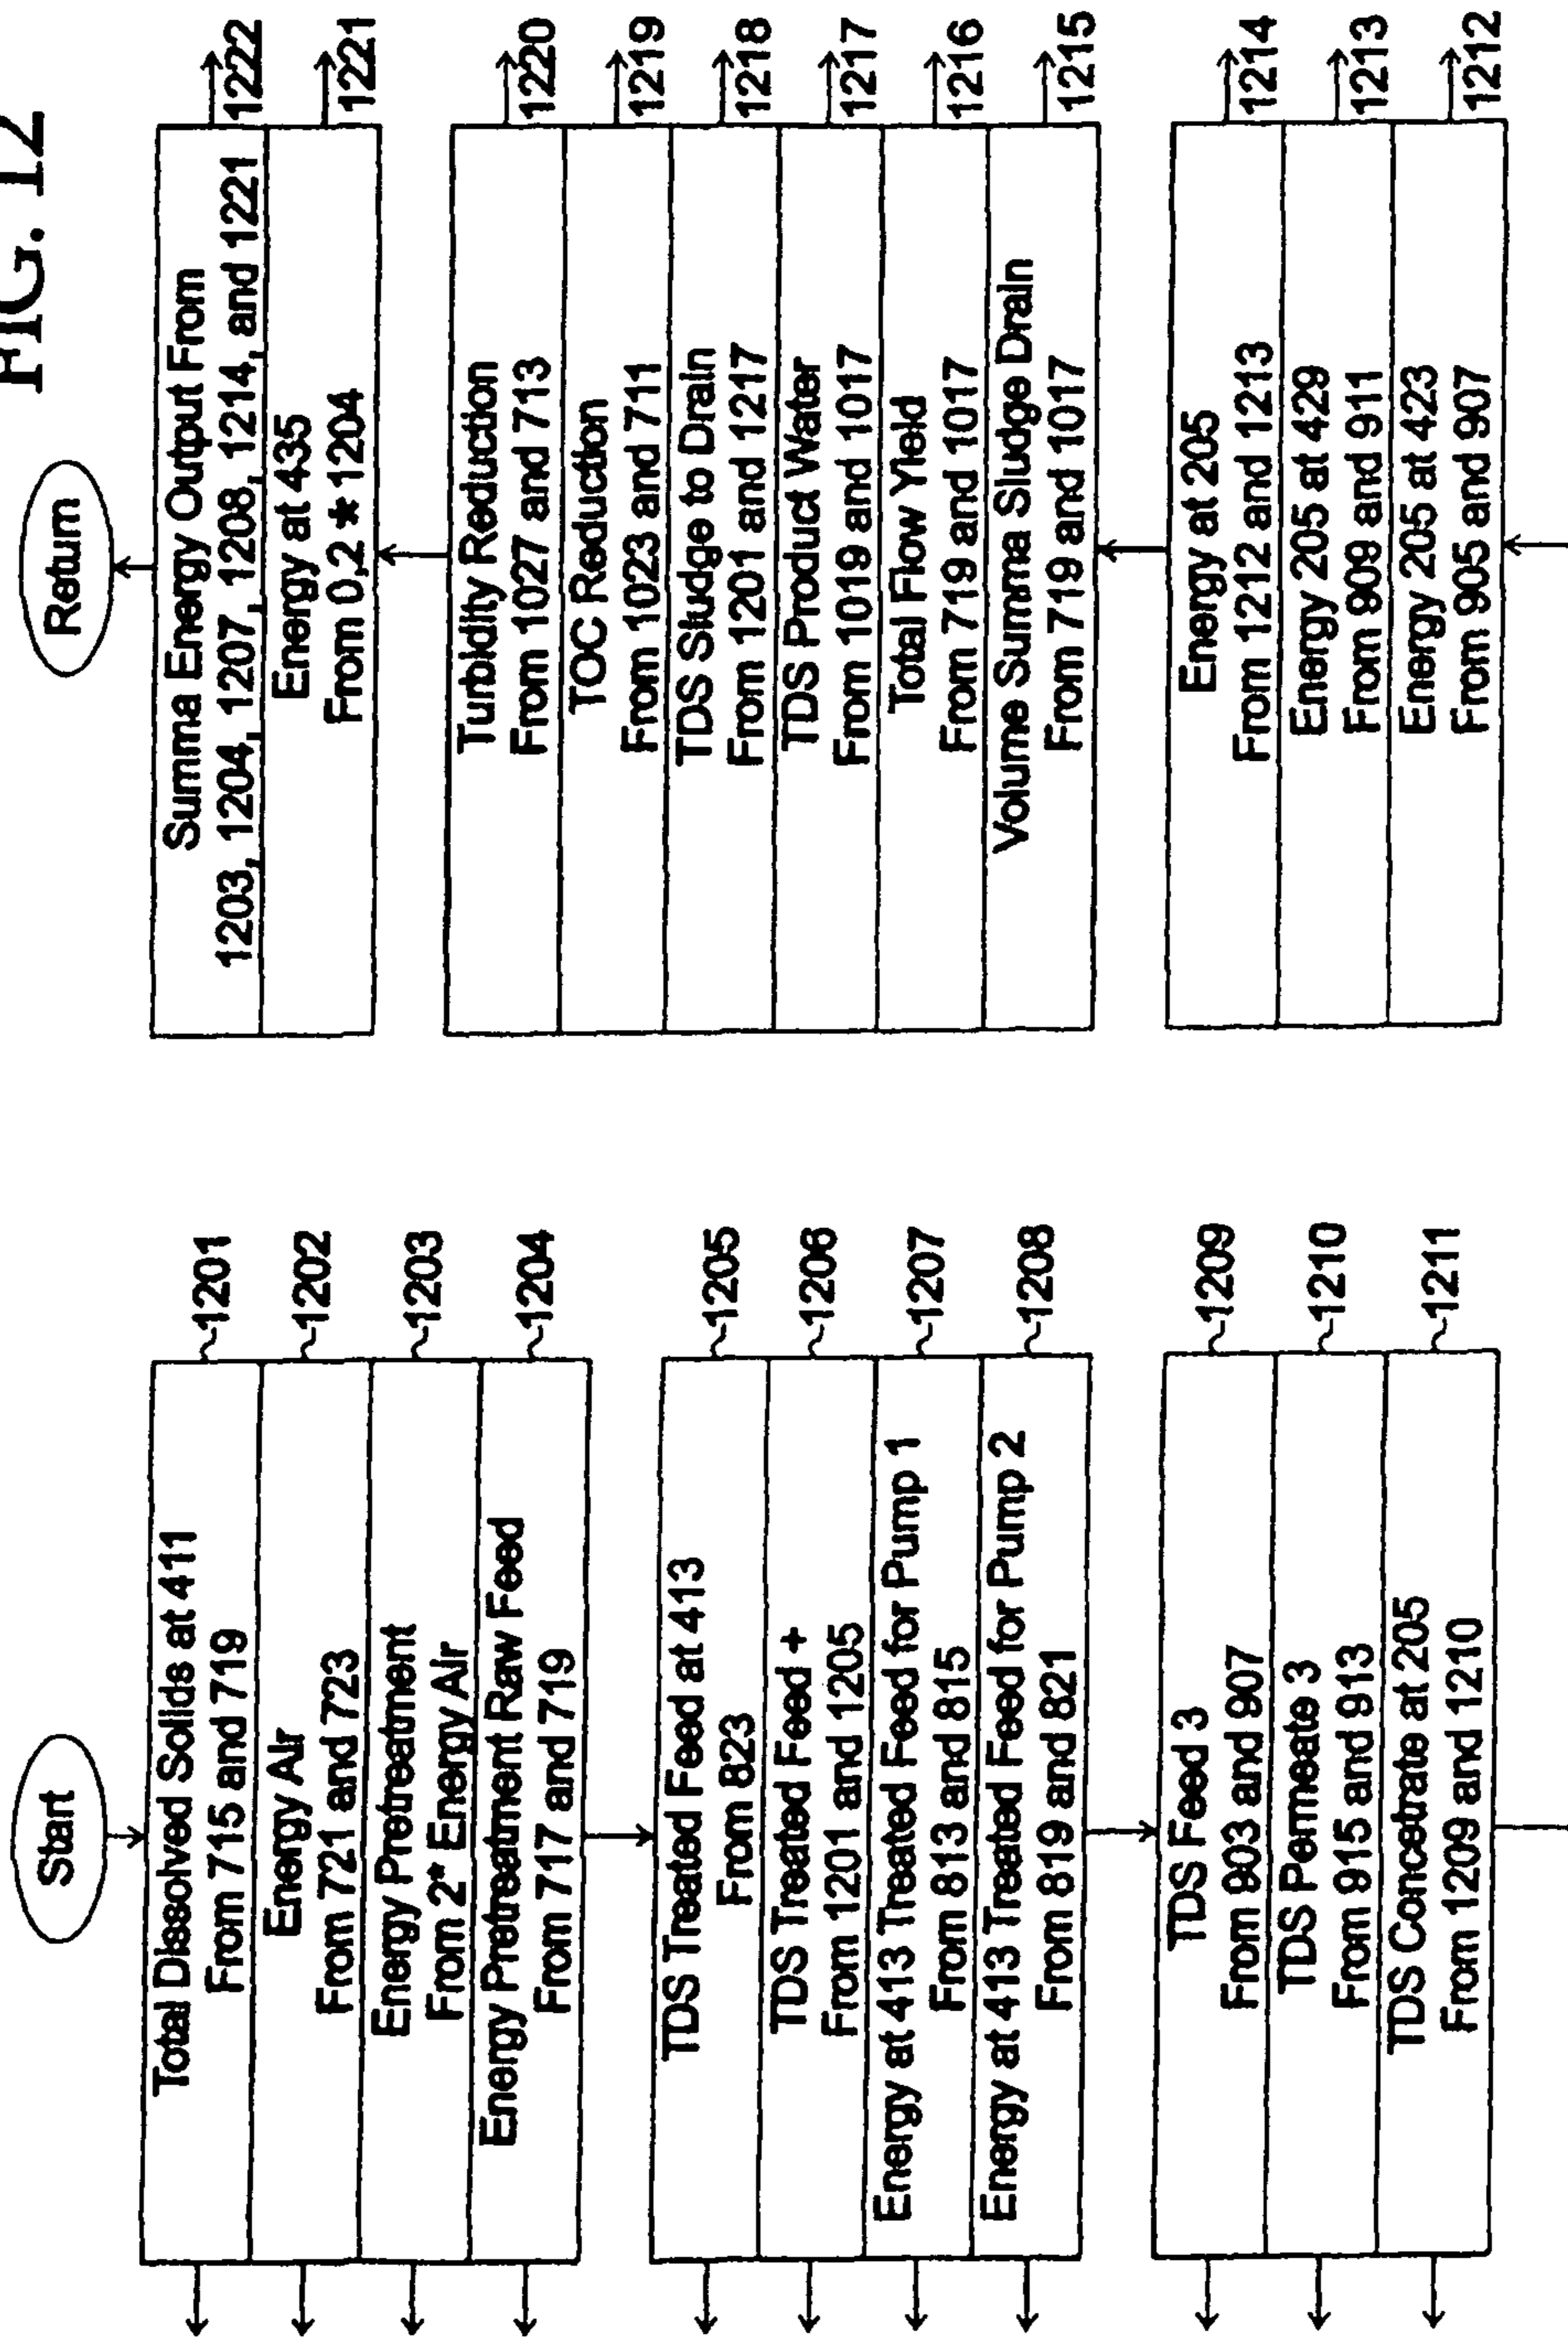 FIG. 12
Start
Total Dissolved Solids at 411
From 715 and 719
1201
Energy Air
From 721 and 723
1202
Energy Pretreatment
From 2* Energy Air
1203
Energy Pretreatment Raw Feed
From 717 and 719
1204
TDS Treated Feed at 413
From 823
1205
TDS Treated Feed +
From 1201 and 1205
1206
Energy at 413 Treated Feed for Pump 1
From 813 and 815
1207
Energy at 413 Treated Feed for Pump 2
From 819 and 821
1208
TDS Feed 3
From 903 and 907
1209
TDS Permeate 3
From 915 and 913
1210
TDS Concetrate at 205
From 1209 and 1210
1211
Return
Summa Energy Output From
1203, 1204, 1207, 1208, 1214, and 1221
1222
Energy at 435
From 0,2 * 1204
1221
Turbidity Reduction
From 1027 and 713
1220
TOC Reduction
From 1023 and 711
1219
TDS Sludge to Drain
From 1201 and 1217
1218
TDS Product Water
From 1019 and 1017
1217
Total Flow Yield
From 719 and 1017
1216
Volume Summa Sludge Drain
From 719 and 1017
1215
Energy at 205
From 1212 and 1213
1214
Energy 205 at 429
From 909 and 911
1213
Energy 205 at 423
From 905 and 907
1212